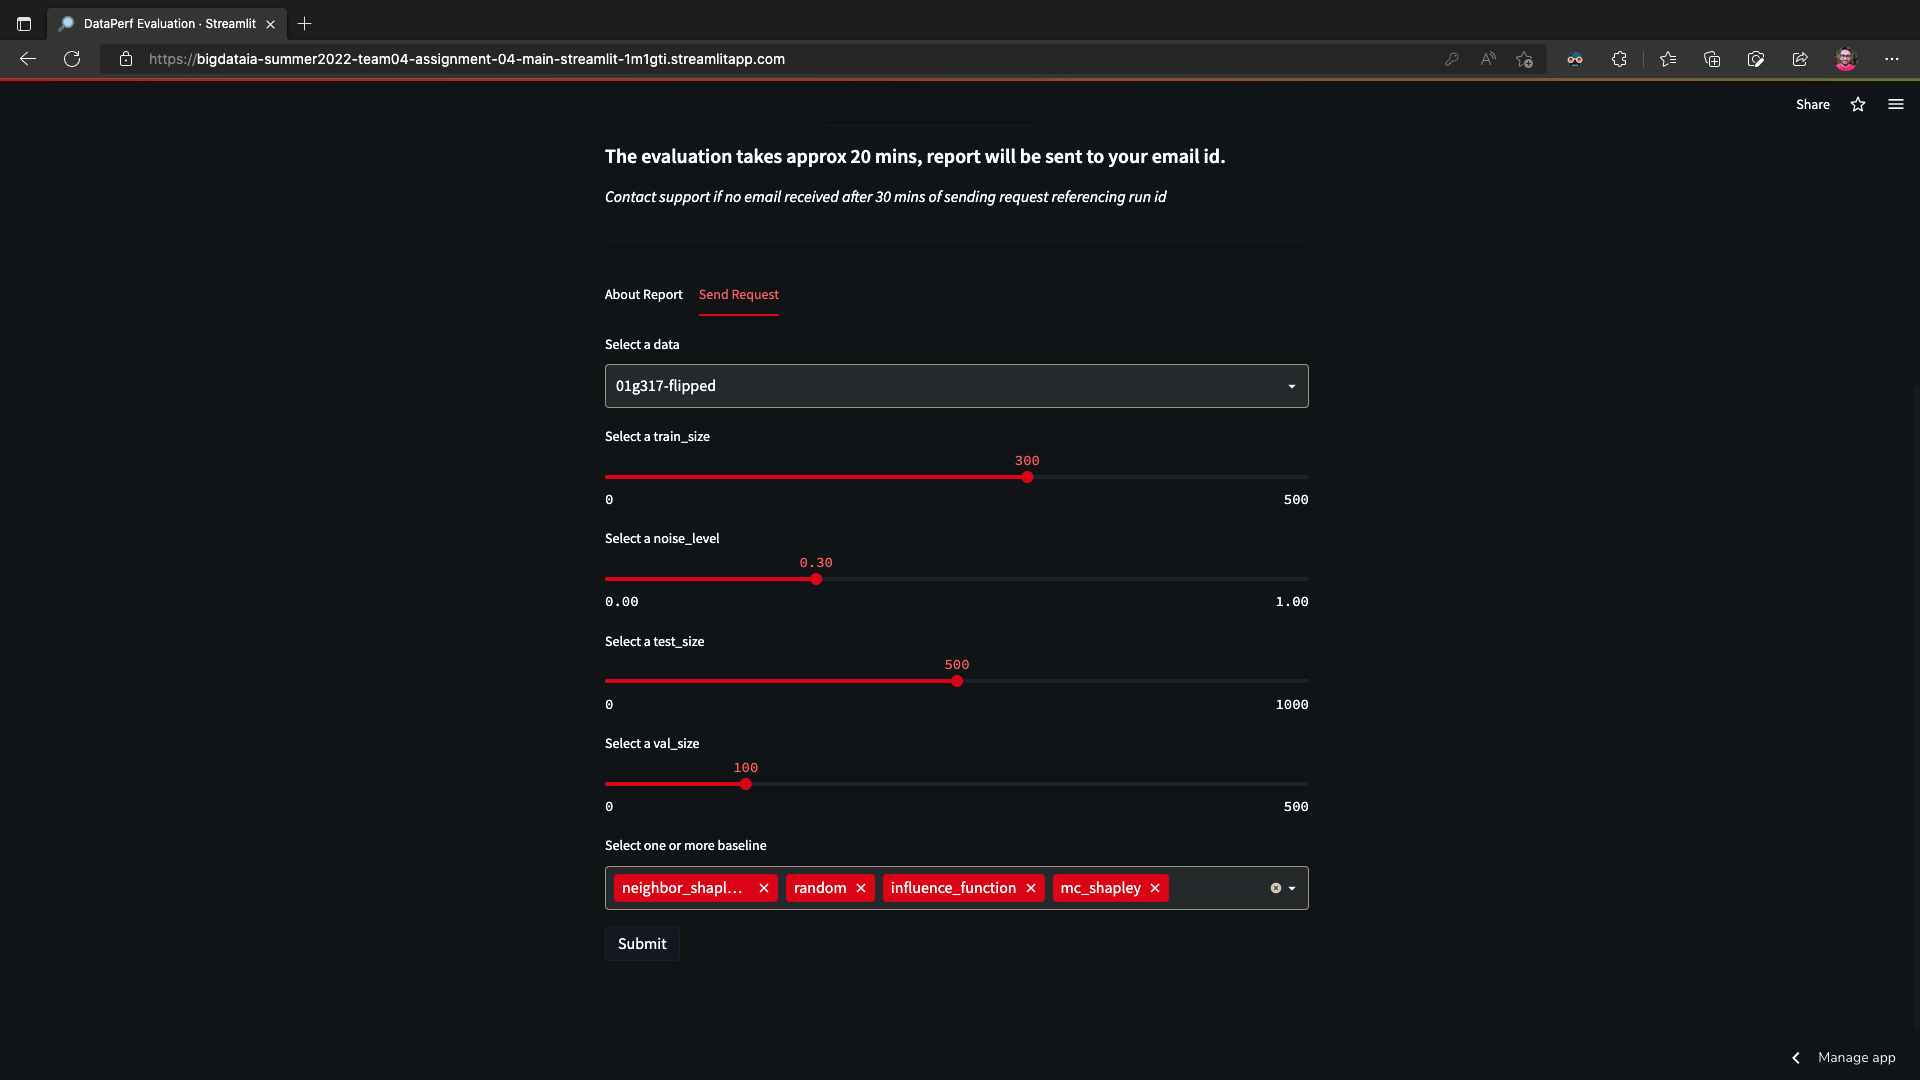 DataPerf Evaluation · Streamlit
https://bigdataia-summer2022-team04-assignment-04-main-streamlit-1m1gti.streamlitapp.com
Share
The evaluation takes approx 20 mins, report will be sent to your email id.
Contact support if no email received after 30 mins of sending request referencing run id
About Report Send Request
Select a data
01g317-flipped
Select a train_size
300
0 500
Select a noise_level
0.30
0.00 1.00
Select a test_size
500
0 1000
Select a val_size
100
0 500
Select one or more baseline
neighbor_shapl... random influence_function mc_shapley
Submit
Manage app